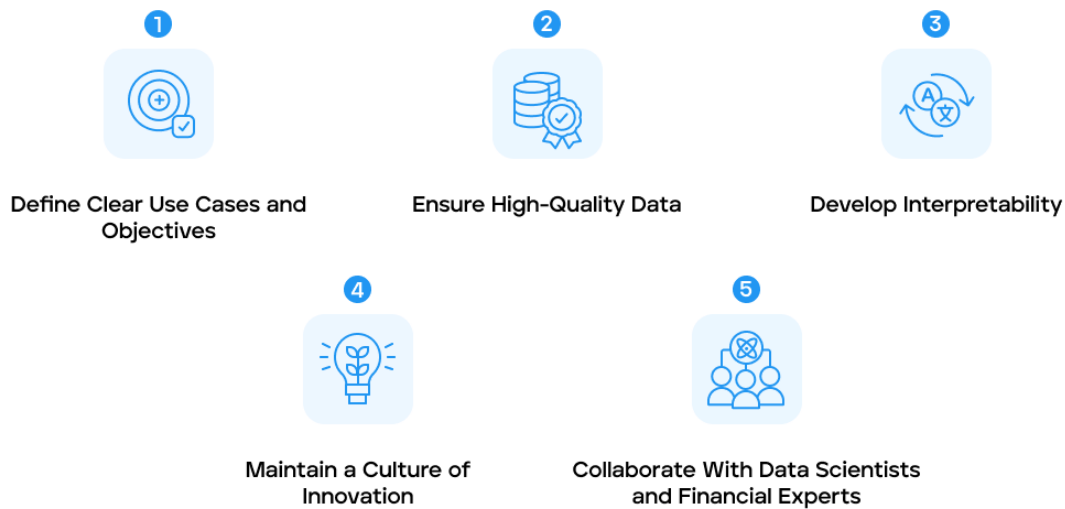 1
2
3
A
文
Define Clear Use Cases and
Objectives
Ensure High-Quality Data
Develop Interpretability
4
5
Maintain a Culture of
Innovation
Collaborate With Data Scientists
and Financial Experts